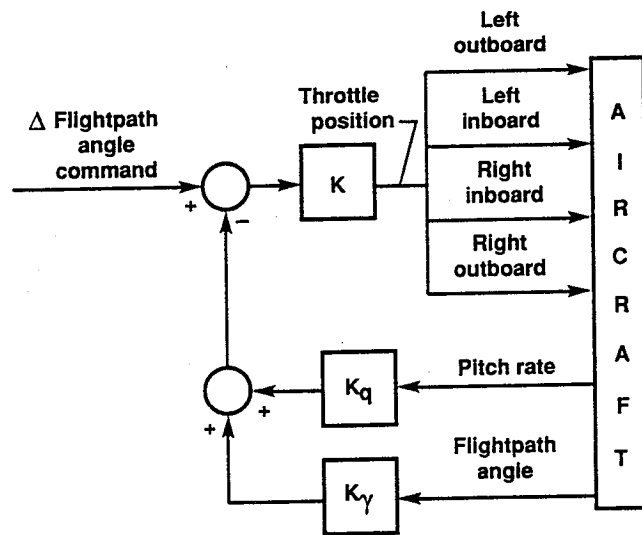 Left
outboard
Throttle
position
Left
inboard
Δ Flightpath
angle
command
K
Right
inboard
Right
outboard
+
−
AIRCRAFT
Pitch rate
Kq
+
+
Flightpath
angle
Kγ